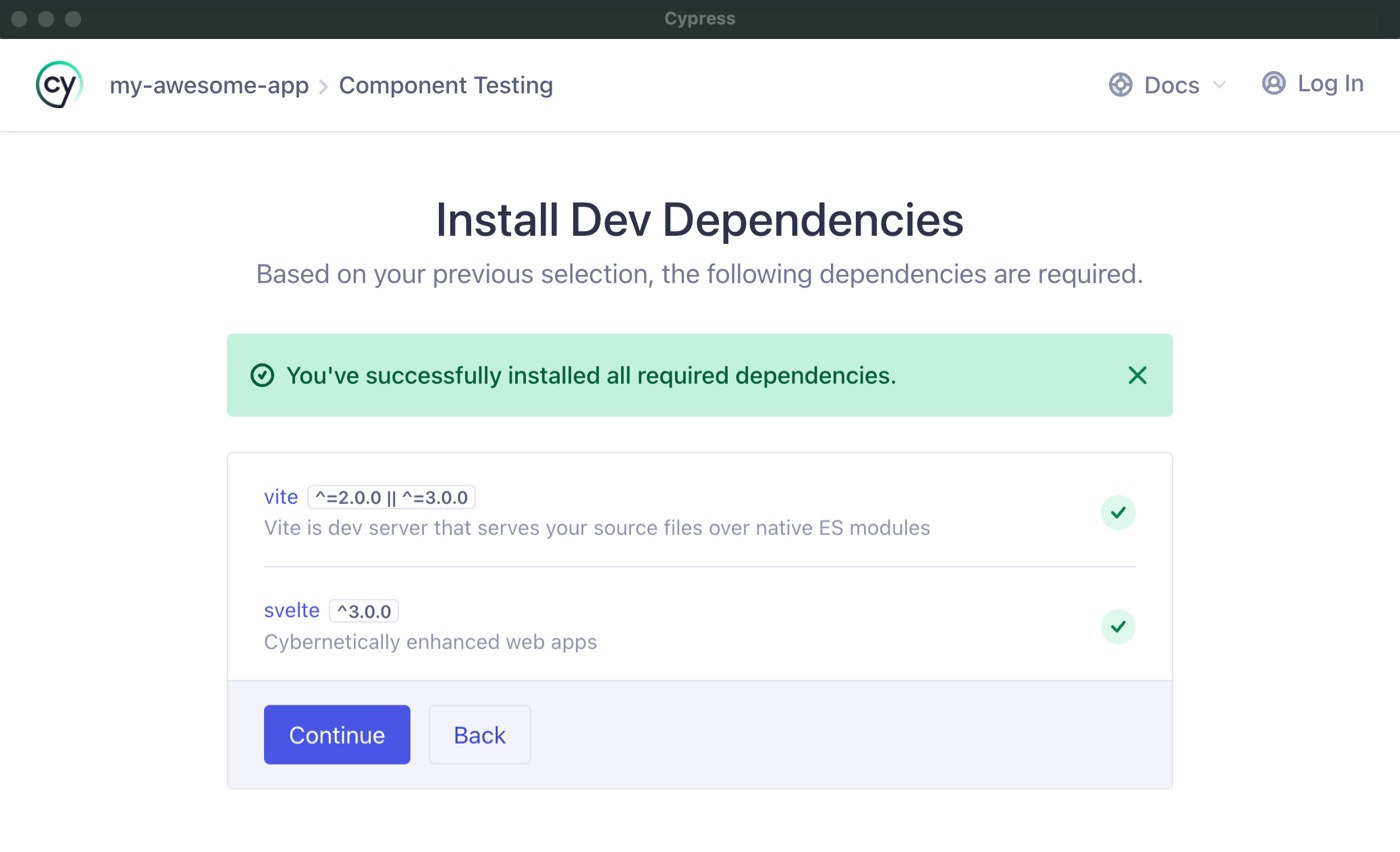 Cypress
cy my-awesome-app Component Testing Docs Log In
Install Dev Dependencies
Based on your previous selection, the following dependencies are required.
You've successfully installed all required dependencies.
vite ^=2.0.0 || ^=3.0.0
Vite is dev server that serves your source files over native ES modules
svelte ^3.0.0
Cybernetically enhanced web apps
Continue Back